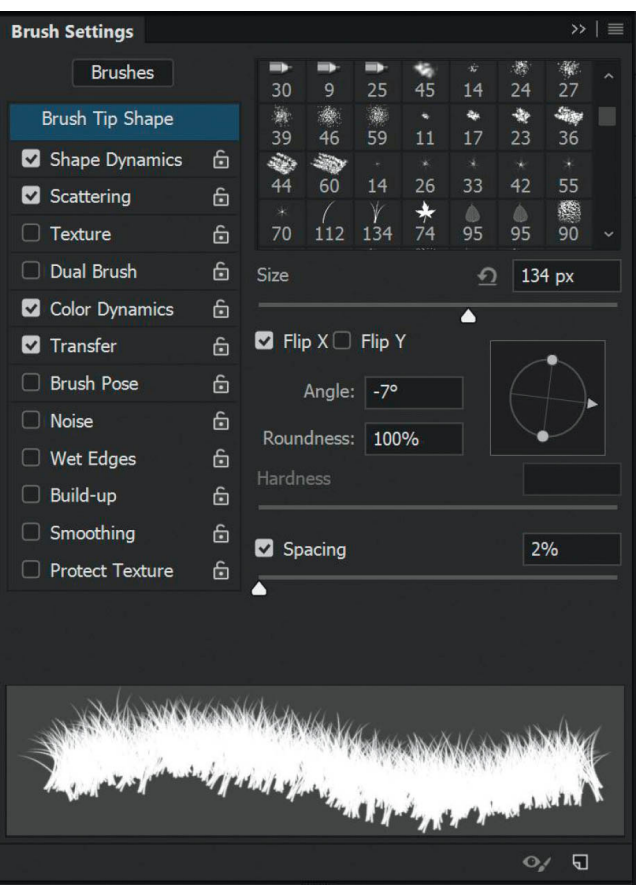 Brush Settings
Brushes
Brush Tip Shape
Shape Dynamics
Scattering
Texture
Dual Brush
Color Dynamics
Transfer
Brush Pose
Noise
Wet Edges
Build-up
Smoothing
Protect Texture
30 9 25 45 14 24 27
39 46 59 11 17 23 36
44 60 14 26 33 42 55
70 112 134 74 95 95 90
Size 134 px
Flip X Flip Y
Angle: -7°
Roundness: 100%
Hardness
Spacing 2%